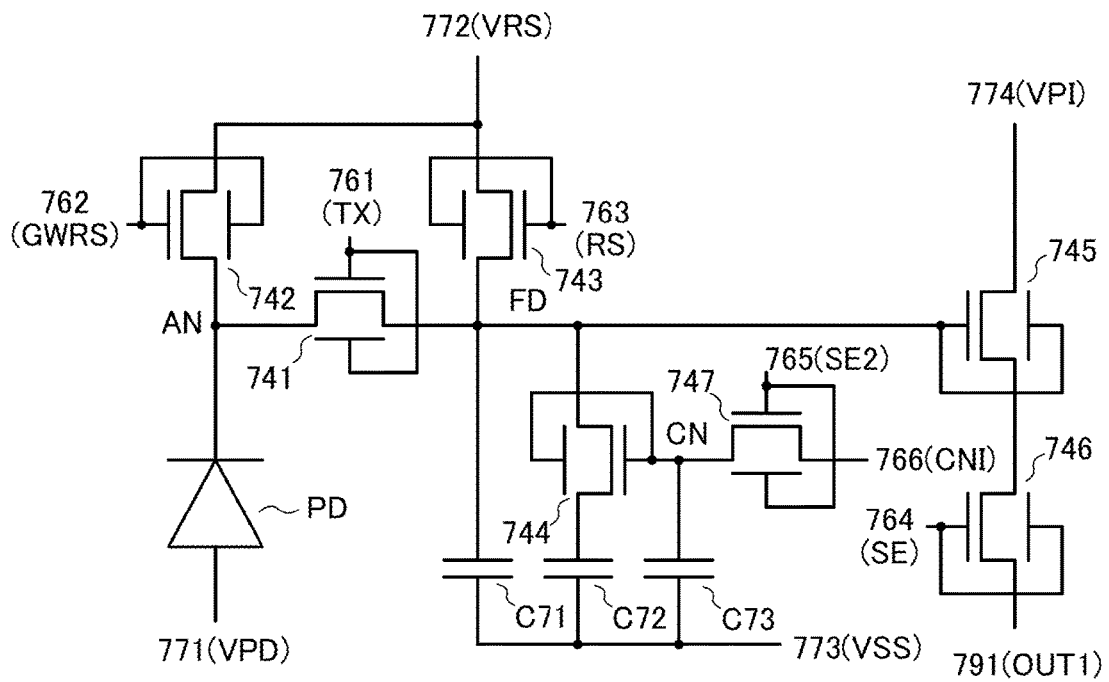 772(VRS)
774(VPI)
762
(GWRS)
761
(TX)
763
(RS)
745
742
743
AN
FD
741
765(SE2)
747
CN
766(CNI)
746
PD
744
764
(SE)
C71
C72
C73
771(VPD)
773(VSS)
791(OUT1)